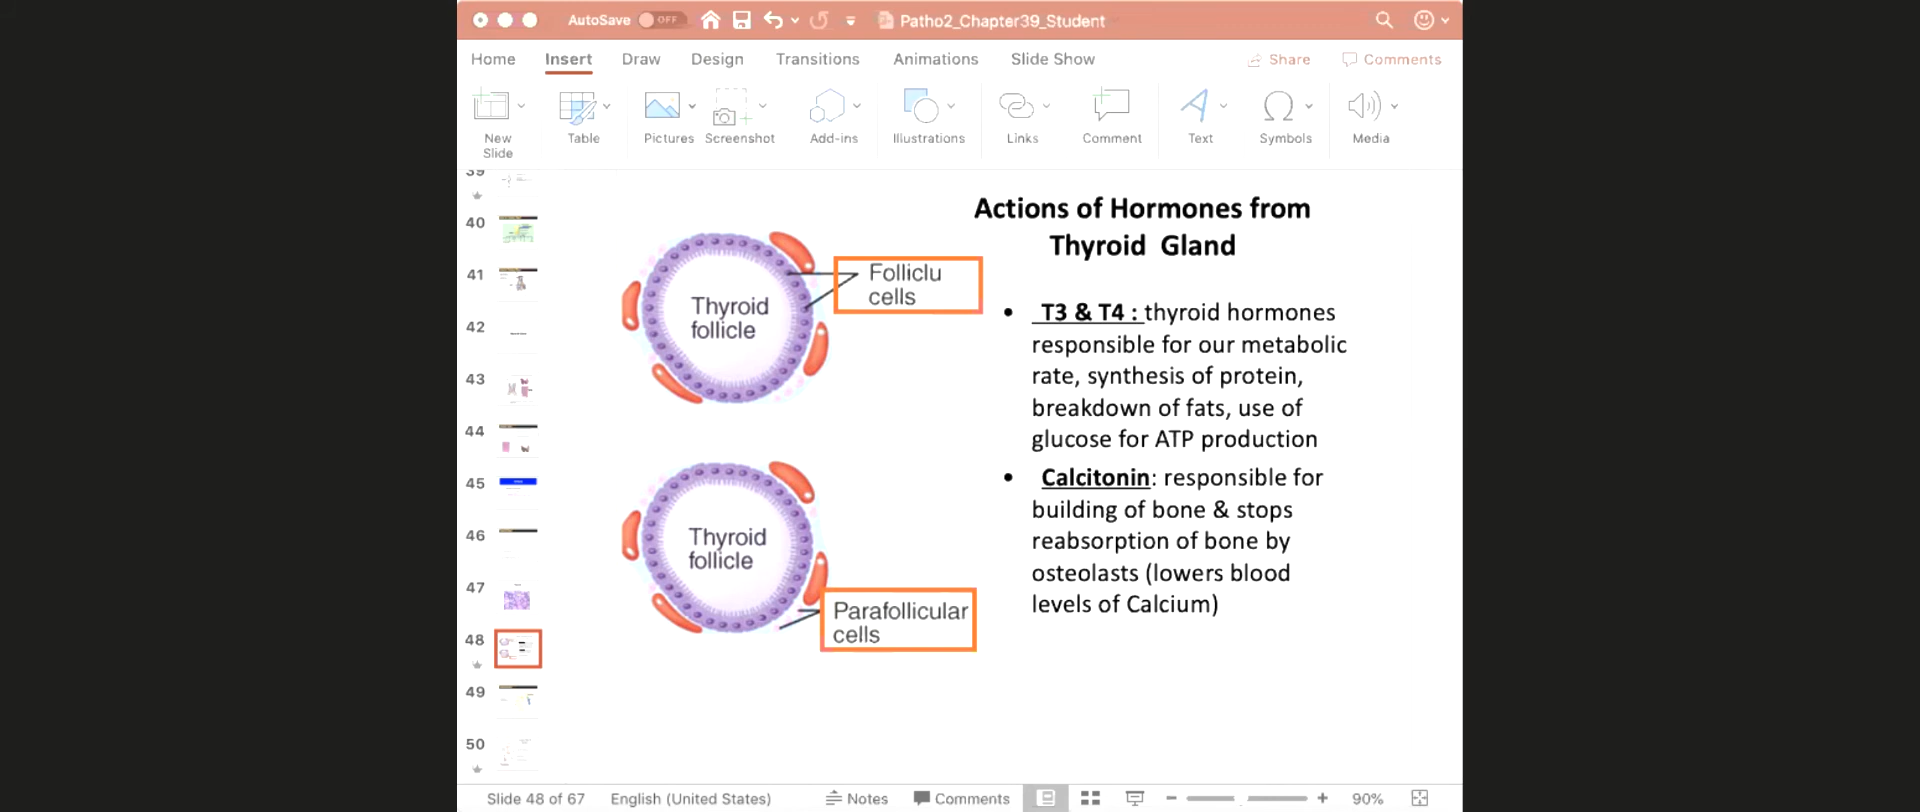 AutoSave OFF Patho2_Chapter39_Student
Home Insert Draw Design Transitions Animations Slide Show Share Comments
New Slide Table Pictures Screenshot Add-ins Illustrations Links Comment Text Symbols Media
39
40
41
42
43
44
45
46
47
48
49
50
Actions of Hormones from
Thyroid Gland
Thyroid
follicle
Folliclu
cells
• T3 & T4 : thyroid hormones
responsible for our metabolic
rate, synthesis of protein,
breakdown of fats, use of
glucose for ATP production
Thyroid
follicle
Parafollicular
cells
• Calcitonin: responsible for
building of bone & stops
reabsorption of bone by
osteolasts (lowers blood
levels of Calcium)
Slide 48 of 67 English (United States) Notes Comments 90%